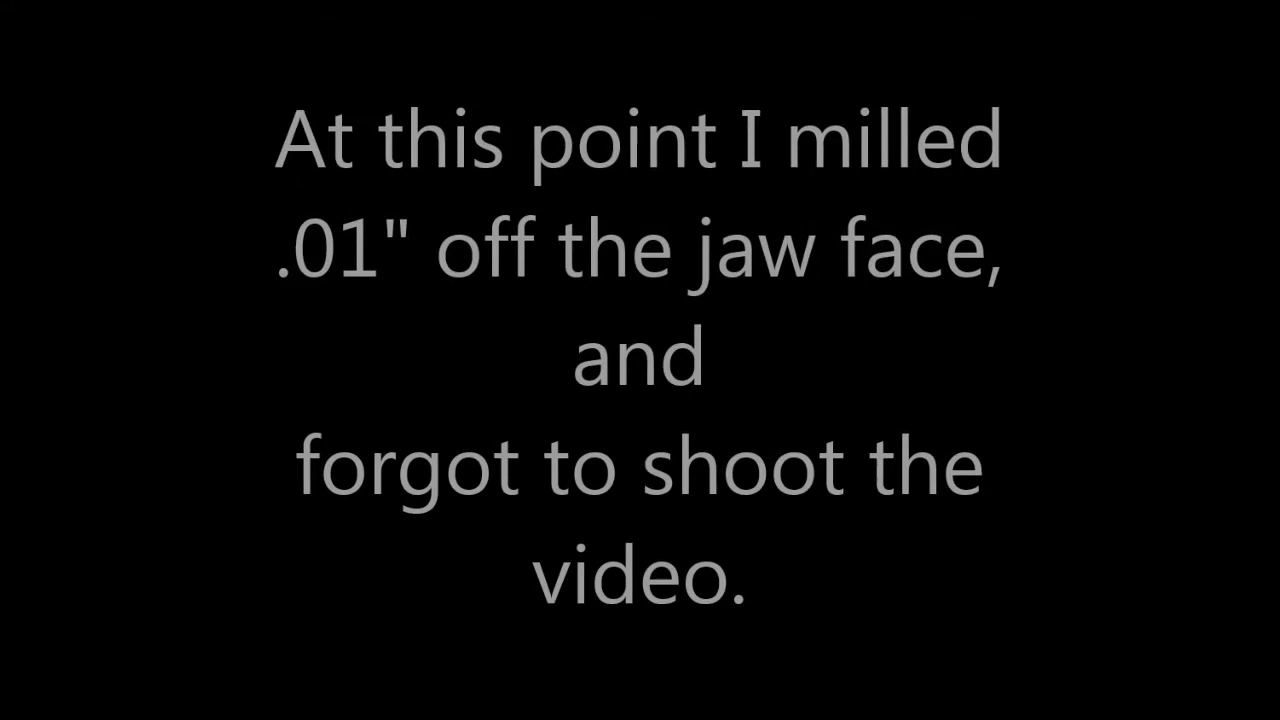 At this point I milled
.01" off the jaw face,
and
forgot to shoot the
video.